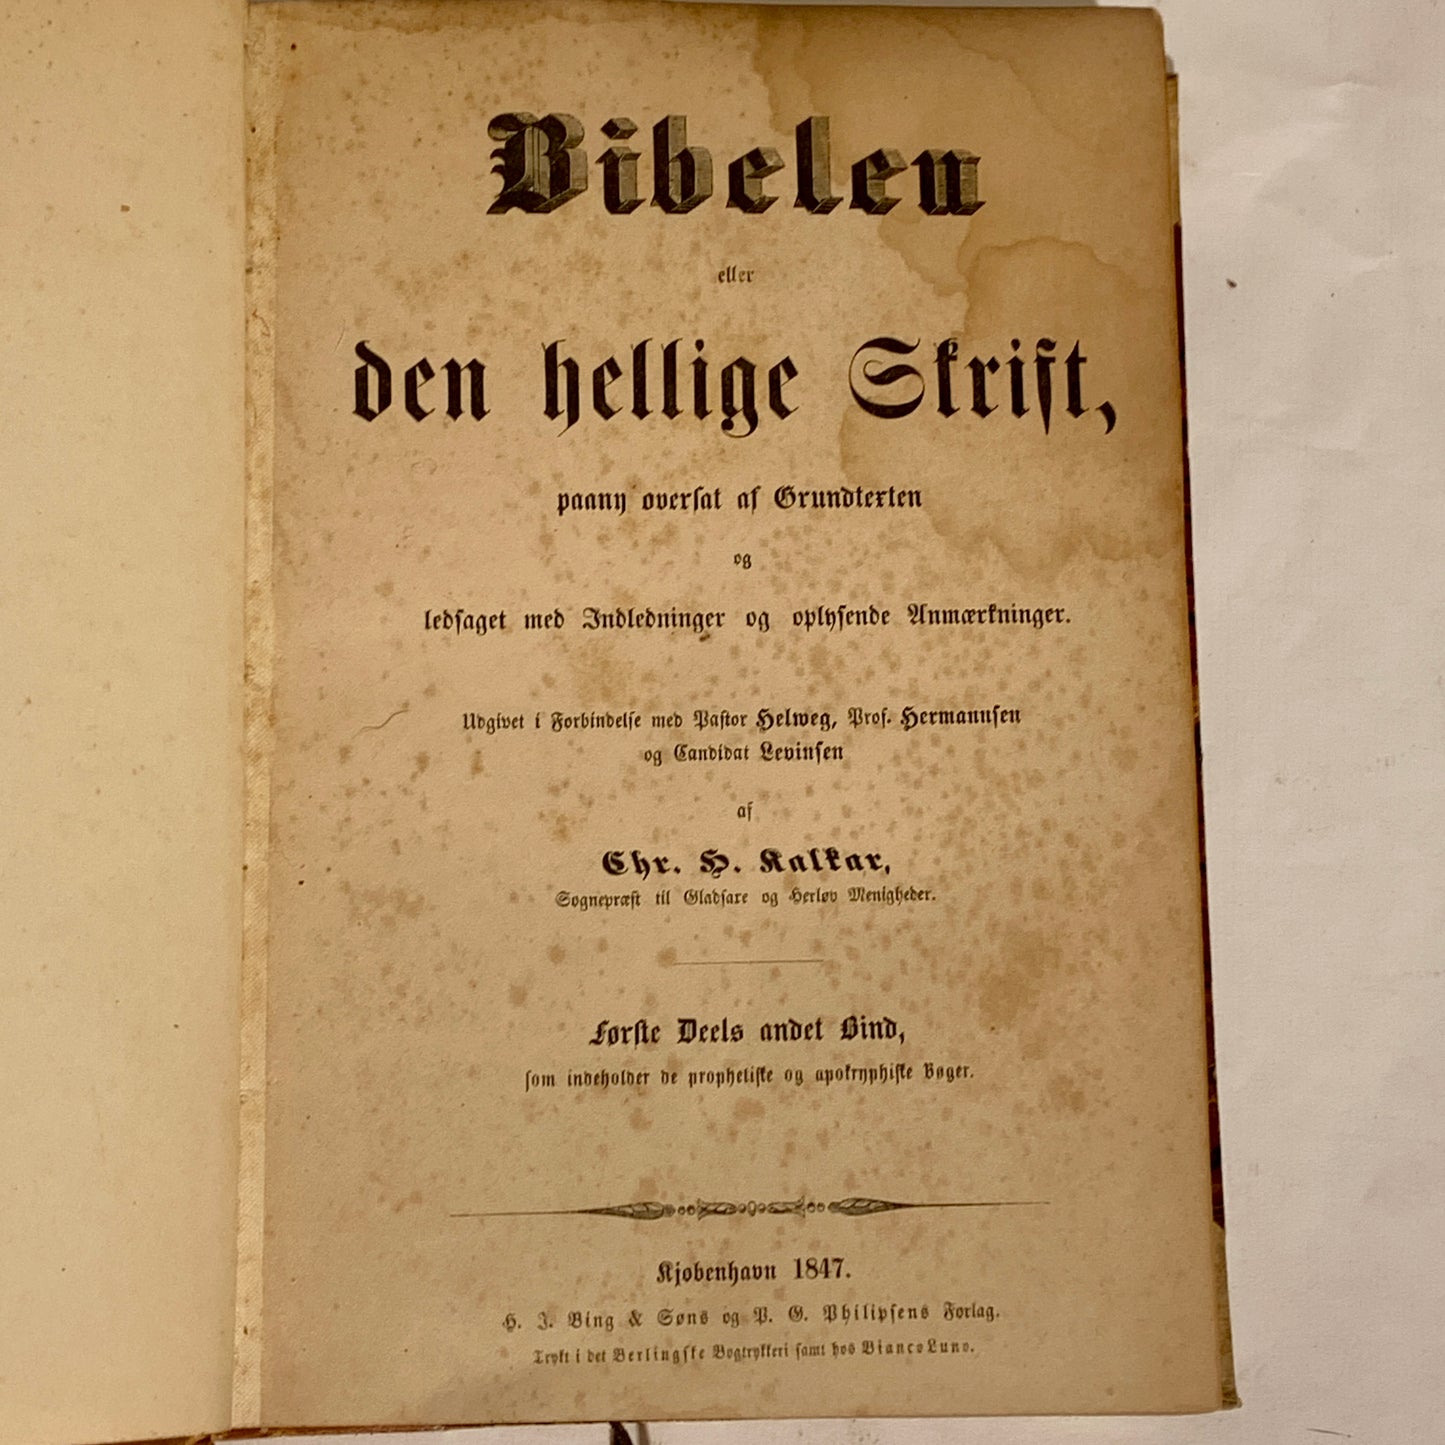 Bibelen
eller
den hellige Skrift,
paany oversat af Grundtexten
og
ledsaget med Indledninger og oplysende Anmærkninger.
Udgivet i Forbindelse med Pastor Helweg, Prof. Hermannsen
og Candidat Levinsen
af
Chr. H. Kalkar,
Sognepræst til Gladsaxe og Herløv Menigheder.
Første Deels andet Bind,
som indeholder de prophetiske og apokryphiske Bøger.
Kjøbenhavn 1847.
H. J. Bing & Søns og P. G. Philipsens Forlag.
Trykt i det Berlingske Bogtrykkeri samt hos Bianco Luno.